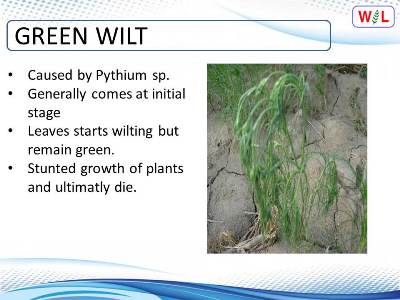 GREEN WILT
W L
• Caused by Pythium sp.
• Generally comes at initial
stage
• Leaves starts wilting but
remain green.
• Stunted growth of plants
and ultimatly die.